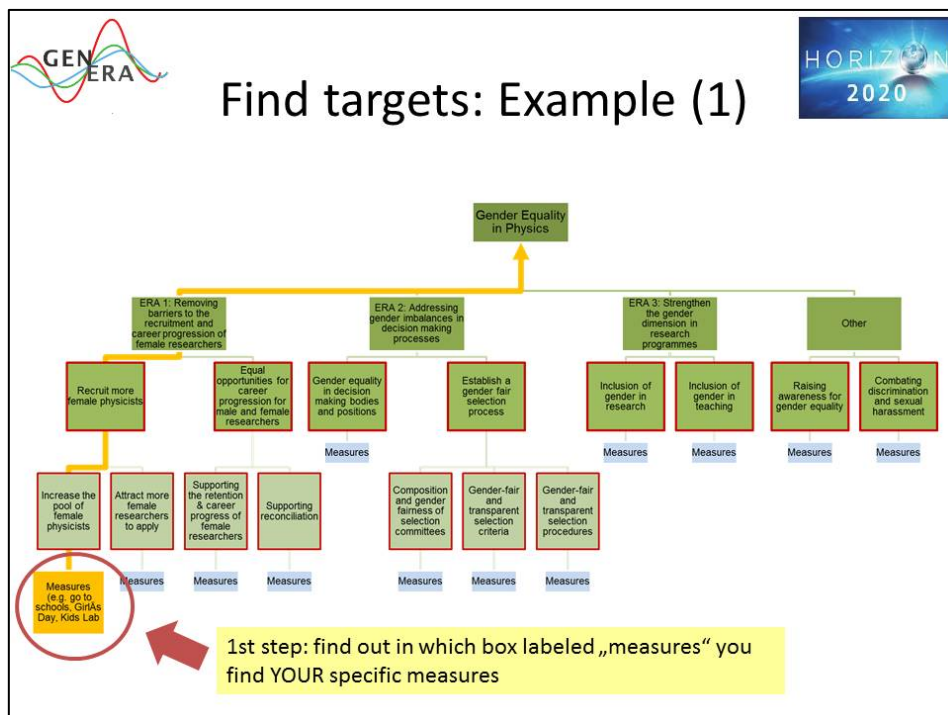 GEN
ERA
HORIZON
2020
Find targets: Example (1)
Gender Equality
in Physics
ERA 1: Removing
barriers to the
recruitment and
career progression of
female researchers
ERA 2: Addressing
gender imbalances in
decision making
processes
ERA 3: Strengthen
the gender
dimension in
research
programmes
Other
Recruit more
female physicists
Equal
opportunities for
career
progression for
male and female
researchers
Gender equality
in decision
making bodies
and positions
Establish a
gender fair
selection
process
Inclusion of
gender in
research
Inclusion of
gender in
teaching
Raising
awareness for
gender equality
Combating
discrimination
and sexual
harassment
Measures
Measures
Measures
Measures
Measures
Increase the
pool of
female
physicists
Attract more
female
researchers
to apply
Supporting
the retention
& career
progress of
female
researchers
Supporting
reconciliation
Composition
and gender
fairness of
selection
committees
Gender-fair
and
transparent
selection
criteria
Gender-fair
and
transparent
selection
procedures
Measures
(e.g. go to
schools, GirlÂs
Day, Kids Lab
Measures
Measures
Measures
Measures
Measures
Measures
1st step: find out in which box labeled „measures“ you
find YOUR specific measures